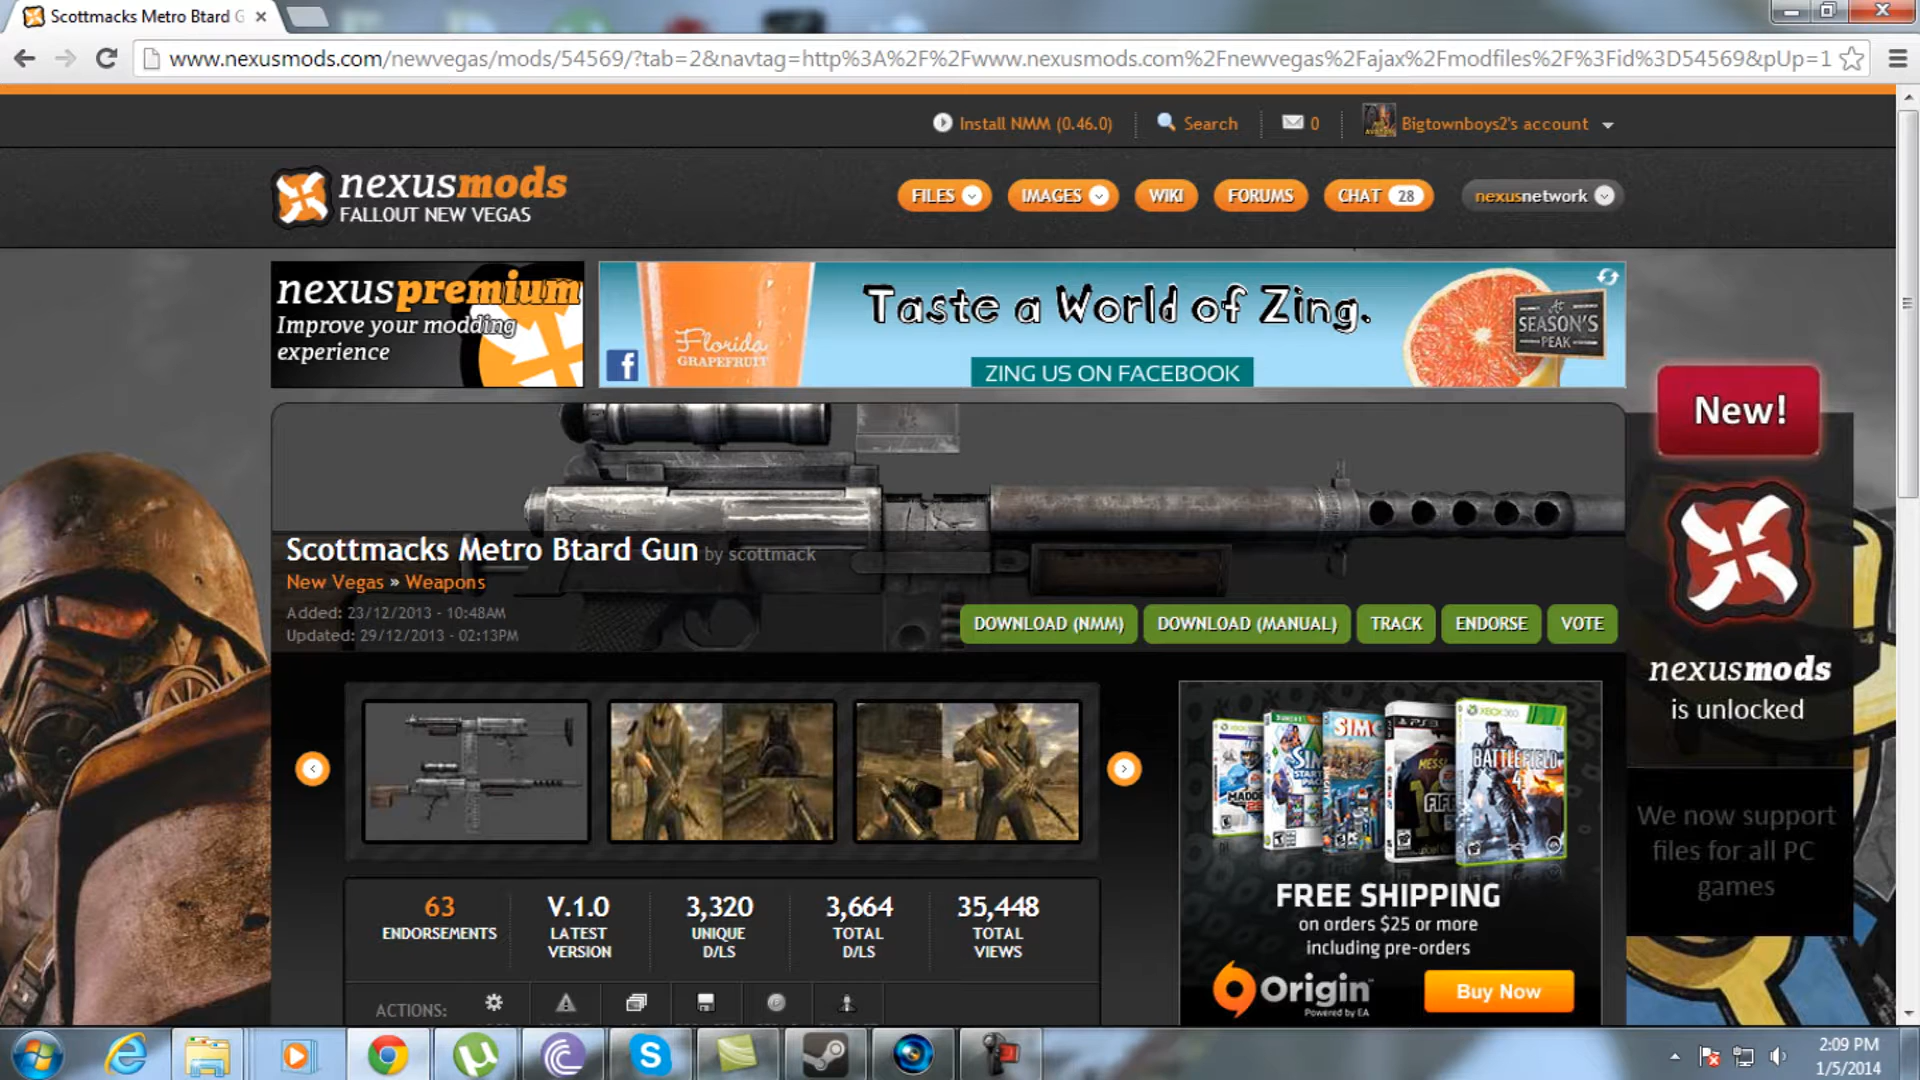 Scottmacks Metro Btard G
www.nexusmods.com/newvegas/mods/54569/?tab=2&navtag=http%3A%2F%2Fwww.nexusmods.com%2Fnewvegas%2Fajax%2Fmodfiles%2F%3Fid%3D54569&pUp=1
Install NMM (0.46.0)
Search
0
Bigtownboys2's account
nexusmods
FALLOUT NEW VEGAS
FILES
IMAGES
WIKI
FORUMS
CHAT 28
nexusnetwork
nexuspremium
Improve your modding
experience
Florida
GRAPEFRUIT
Taste a World of Zing.
ZING US ON FACEBOOK
At
SEASON'S
PEAK
New!
Scottmacks Metro Btard Gun by scottmack
New Vegas » Weapons
Added: 23/12/2013 - 10:48AM
Updated: 29/12/2013 - 02:13PM
DOWNLOAD (NMM)
DOWNLOAD (MANUAL)
TRACK
ENDORSE
VOTE
nexusmods
is unlocked
We now support
files for all PC
games
63
ENDORSEMENTS
V.1.0
LATEST
VERSION
3,320
UNIQUE
D/LS
3,664
TOTAL
D/LS
35,448
TOTAL
VIEWS
ACTIONS:
XBOX 360
PS3
BATTLEFIELD
4
FREE SHIPPING
on orders $25 or more
including pre-orders
Origin
Powered by EA
Buy Now
2:09 PM
1/5/2014